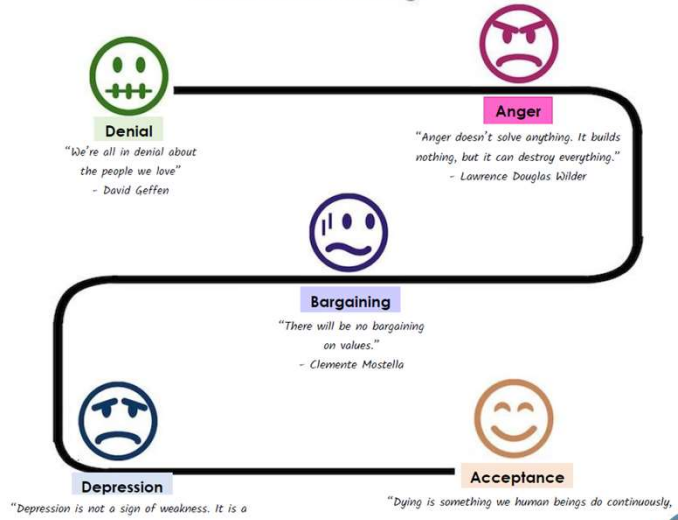 Denial
“We’re all in denial about
the people we love”
- David Geffen
Anger
“Anger doesn’t solve anything. It builds
nothing, but it can destroy everything.”
- Lawrence Douglas Wilder
Bargaining
“There will be no bargaining
on values.”
- Clemente Mostella
Depression
“Depression is not a sign of weakness. It is a
Acceptance
“Dying is something we human beings do continuously,